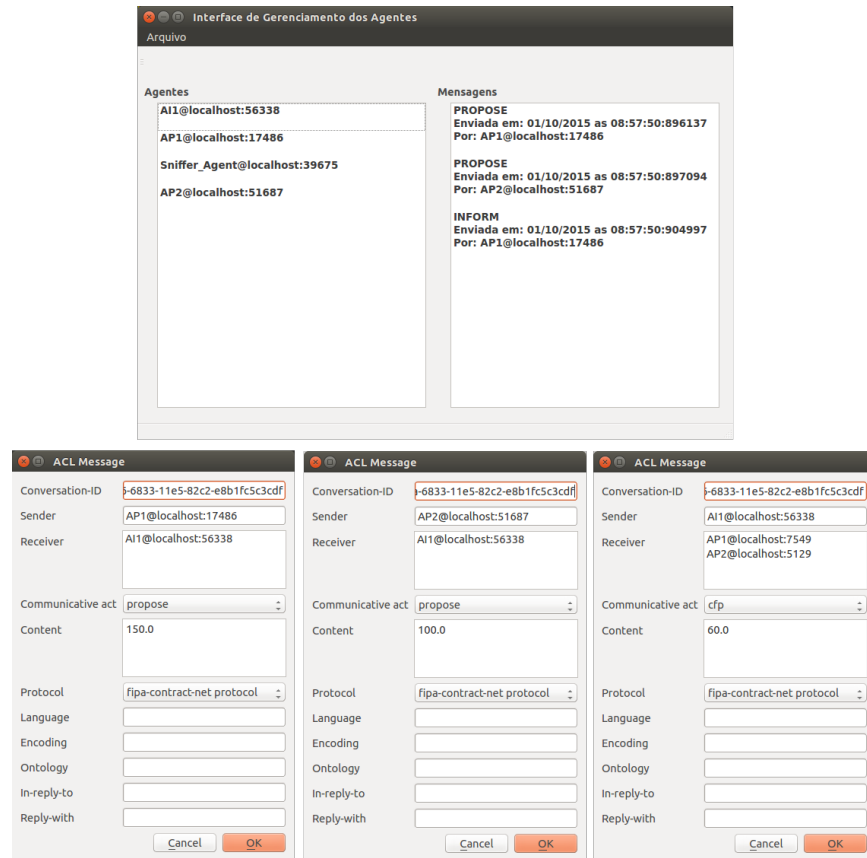 Interface de Gerenciamento dos Agentes
Arquivo
Agentes
AI1@localhost:56338
AP1@localhost:17486
Sniffer_Agent@localhost:39675
AP2@localhost:51687
Mensagens
PROPOSE
Enviada em: 01/10/2015 as 08:57:50:896137
Por: AP1@localhost:17486
PROPOSE
Enviada em: 01/10/2015 as 08:57:50:897094
Por: AP2@localhost:51687
INFORM
Enviada em: 01/10/2015 as 08:57:50:904997
Por: AP1@localhost:17486
ACL Message
Conversation-ID -6833-11e5-82c2-e8b1fc5c3cdf
Sender AP1@localhost:17486
Receiver AI1@localhost:56338
Communicative act propose
Content 150.0
Protocol fipa-contract-net protocol
Language
Encoding
Ontology
In-reply-to
Reply-with
Cancel OK
ACL Message
Conversation-ID -6833-11e5-82c2-e8b1fc5c3cdf
Sender AP2@localhost:51687
Receiver AI1@localhost:56338
Communicative act propose
Content 100.0
Protocol fipa-contract-net protocol
Language
Encoding
Ontology
In-reply-to
Reply-with
Cancel OK
ACL Message
Conversation-ID -6833-11e5-82c2-e8b1fc5c3cdf
Sender AI1@localhost:56338
Receiver AP1@localhost:7549
AP2@localhost:5129
Communicative act cfp
Content 60.0
Protocol fipa-contract-net protocol
Language
Encoding
Ontology
In-reply-to
Reply-with
Cancel OK